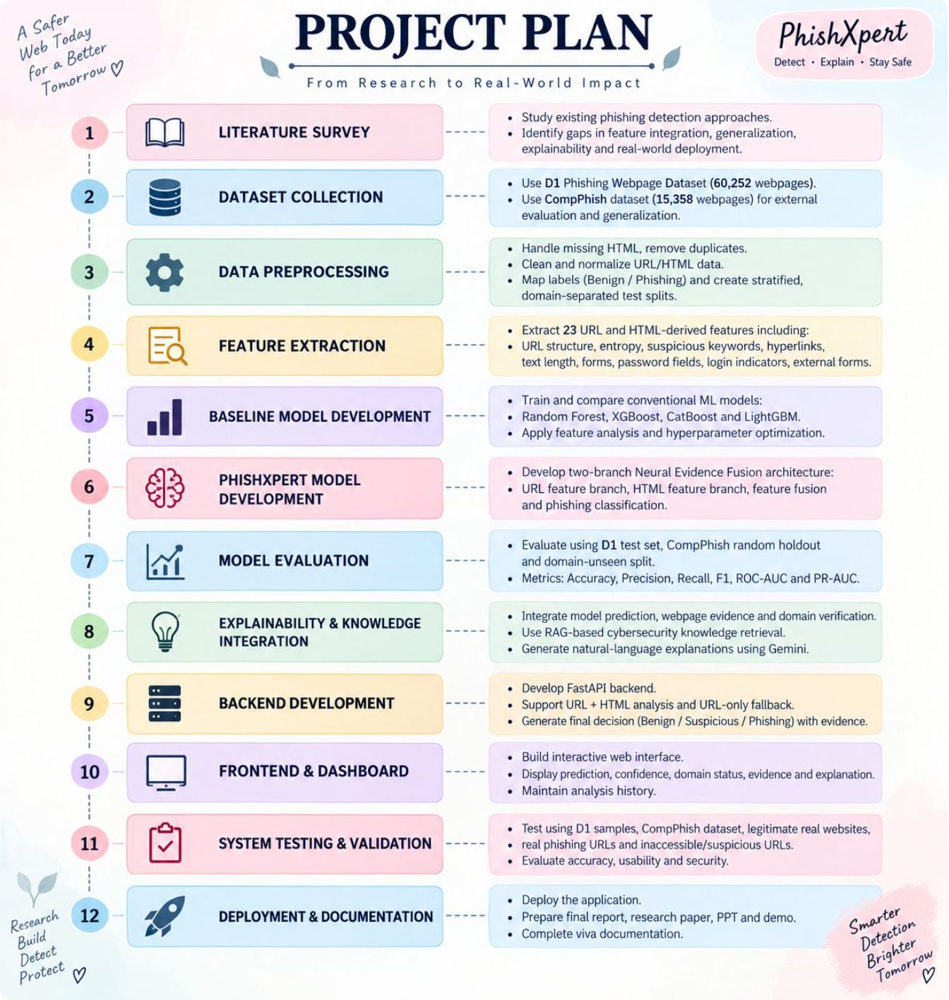 A Safer
Web Today
for a Better
Tomorrow
PROJECT PLAN
From Research to Real-World Impact
PhishXpert
Detect • Explain • Stay Safe
1
LITERATURE SURVEY
• Study existing phishing detection approaches.
• Identify gaps in feature integration, generalization,
explainability and real-world deployment.
2
DATASET COLLECTION
• Use D1 Phishing Webpage Dataset (60,252 webpages).
• Use CompPhish dataset (15,358 webpages) for external
evaluation and generalization.
3
DATA PREPROCESSING
• Handle missing HTML, remove duplicates.
• Clean and normalize URL/HTML data.
• Map labels (Benign / Phishing) and create stratified,
domain-separated test splits.
4
FEATURE EXTRACTION
• Extract 23 URL and HTML-derived features including:
• URL structure, entropy, suspicious keywords, hyperlinks,
text length, forms, password fields, login indicators, external forms.
5
BASELINE MODEL DEVELOPMENT
• Train and compare conventional ML models:
• Random Forest, XGBoost, CatBoost and LightGBM.
• Apply feature analysis and hyperparameter optimization.
6
PHISHXPERT MODEL
DEVELOPMENT
• Develop two-branch Neural Evidence Fusion architecture:
• URL feature branch, HTML feature branch, feature fusion
and phishing classification.
7
MODEL EVALUATION
• Evaluate using D1 test set, CompPhish random holdout
and domain-unseen split.
• Metrics: Accuracy, Precision, Recall, F1, ROC-AUC and PR-AUC.
8
EXPLAINABILITY & KNOWLEDGE
INTEGRATION
• Integrate model prediction, webpage evidence and domain verification.
• Use RAG-based cybersecurity knowledge retrieval.
• Generate natural-language explanations using Gemini.
9
BACKEND DEVELOPMENT
• Develop FastAPI backend.
• Support URL + HTML analysis and URL-only fallback.
• Generate final decision (Benign / Suspicious / Phishing) with evidence.
10
FRONTEND & DASHBOARD
• Build interactive web interface.
• Display prediction, confidence, domain status, evidence and explanation.
• Maintain analysis history.
11
SYSTEM TESTING & VALIDATION
• Test using D1 samples, CompPhish dataset, legitimate real websites,
• real phishing URLs and inaccessible/suspicious URLs.
• Evaluate accuracy, usability and security.
12
DEPLOYMENT & DOCUMENTATION
• Deploy the application.
• Prepare final report, research paper, PPT and demo.
• Complete viva documentation.
Research
Build
Detect
Protect
Smarter
Detection
Brighter
Tomorrow